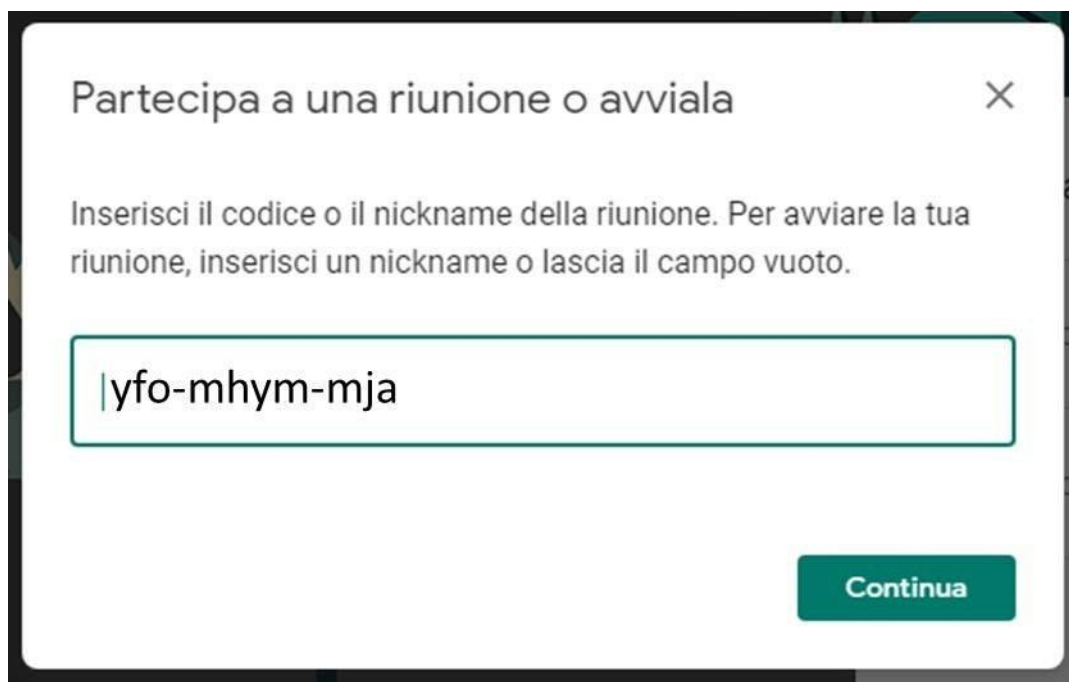 Partecipa a una riunione o avviala
Inserisci il codice o il nickname della riunione. Per avviare la tua
riunione, inserisci un nickname o lascia il campo vuoto.
yfo-mhym-mja
Continua